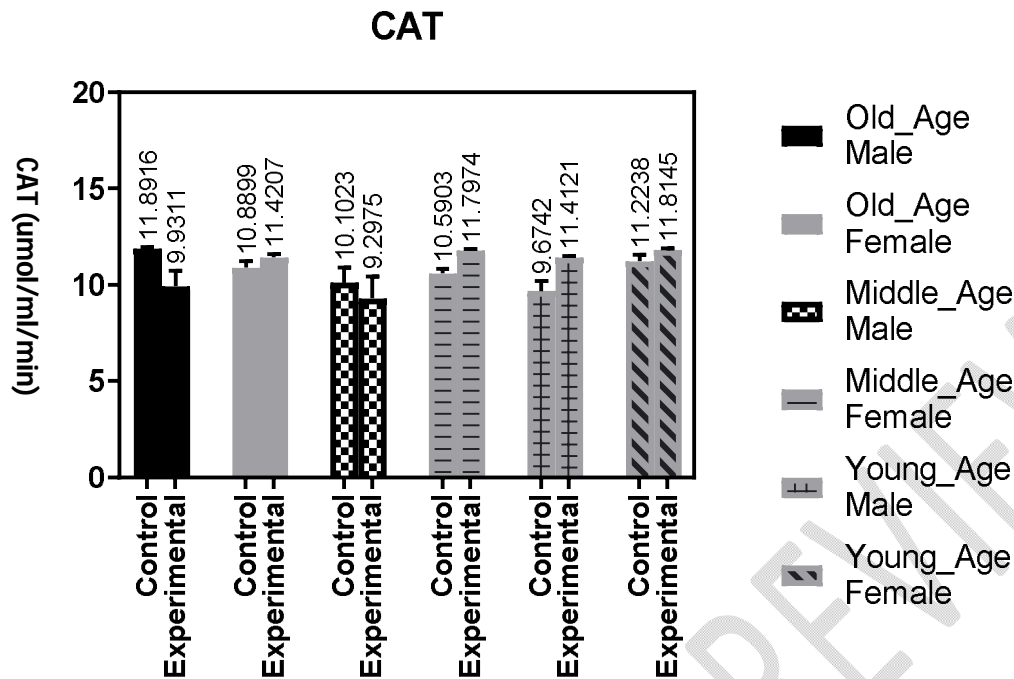 CAT
CAT (umol/ml/min)
20
15
10
5
0
11.8916
9.9311
10.8899
11.4207
10.1023
9.2975
10.5903
11.7974
9.6742
11.4121
11.2238
11.8145
Control
Experimental
Control
Experimental
Control
Experimental
Control
Experimental
Control
Experimental
Control
Experimental
Old_Age
Male
Old_Age
Female
Middle_Age
Male
Middle_Age
Female
Young_Age
Male
Young_Age
Female